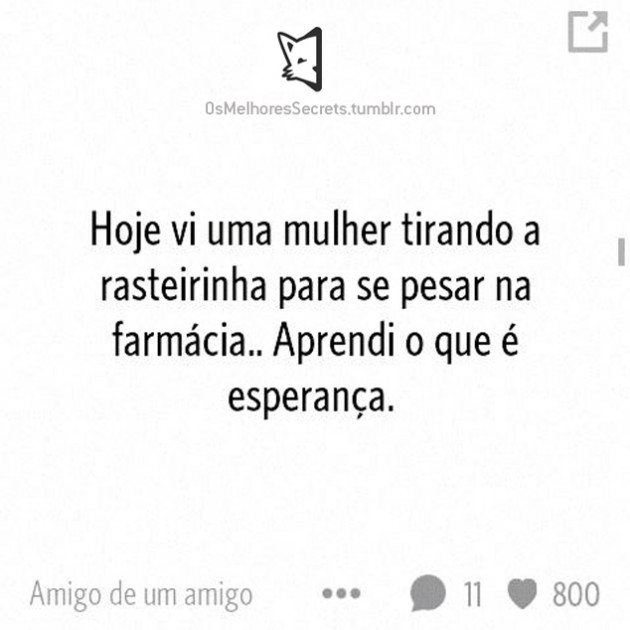 OsMelhoresSecrets.tumblr.com
Hoje vi uma mulher tirando a
rasteirinha para se pesar na
farmácia.. Aprendi o que é
esperança.
Amigo de um amigo ••• 11 800